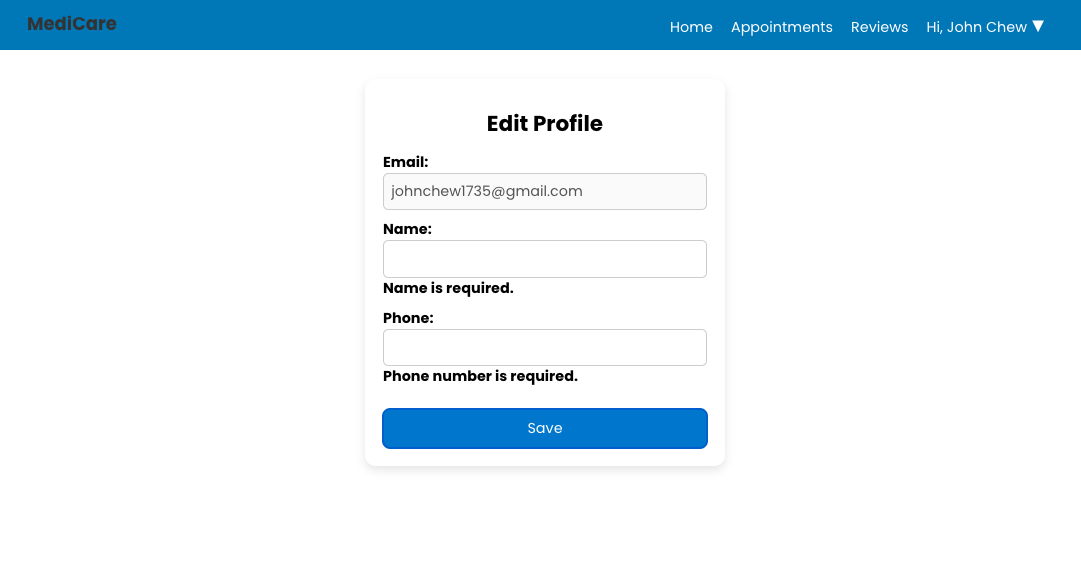 MediCare
Home Appointments Reviews Hi, John Chew ▼
Edit Profile
Email:
johnchew1735@gmail.com
Name:
Name is required.
Phone:
Phone number is required.
Save